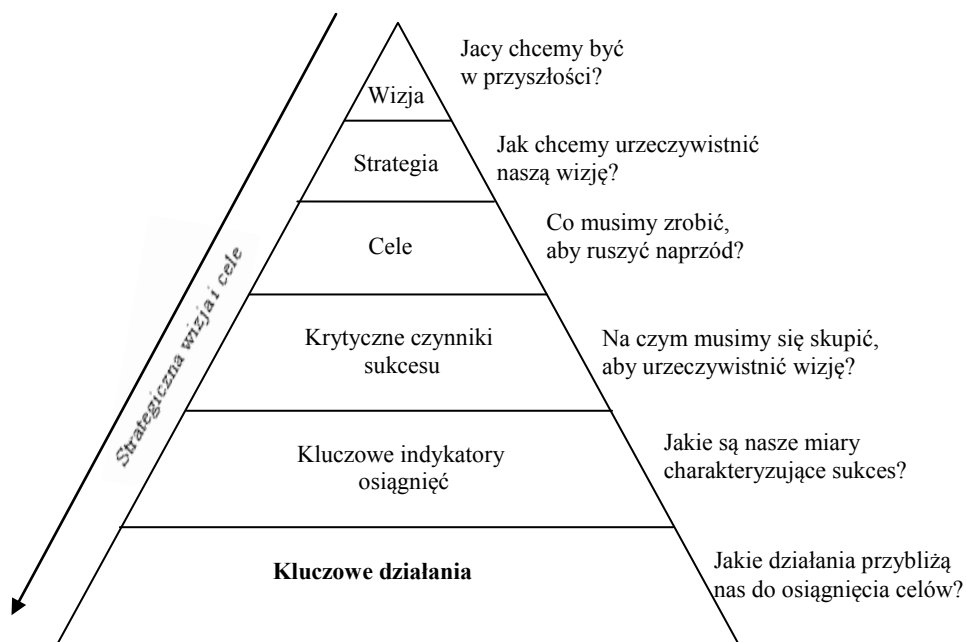 Jacy chcemy być
w przyszłości?
Wizja
Jak chcemy urzeczywistnić
naszą wizję?
Strategia
Co musimy zrobić,
aby ruszyć naprzód?
Cele
Strategiczna wizja i cele
Krytyczne czynniki
sukcesu
Na czym musimy się skupić,
aby urzeczywistnić wizję?
Kluczowe indykatory
osiągnięć
Jakie są nasze miary
charakteryzujące sukces?
Kluczowe działania
Jakie działania przybliżą
nas do osiągnięcia celów?